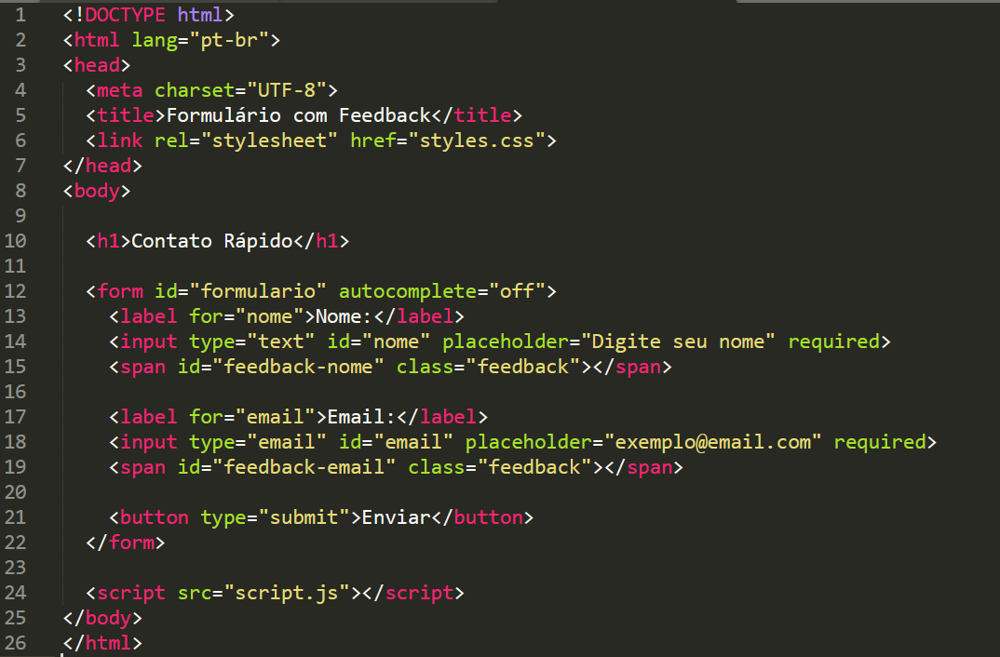 1 <!DOCTYPE html>
2 <html lang="pt-br">
3 <head>
4   <meta charset="UTF-8">
5   <title>Formulário com Feedback</title>
6   <link rel="stylesheet" href="styles.css">
7 </head>
8 <body>
9
10   <h1>Contato Rápido</h1>
11
12   <form id="formulario" autocomplete="off">
13     <label for="nome">Nome:</label>
14     <input type="text" id="nome" placeholder="Digite seu nome" required>
15     <span id="feedback-nome" class="feedback"></span>
16
17     <label for="email">Email:</label>
18     <input type="email" id="email" placeholder="exemplo@email.com" required>
19     <span id="feedback-email" class="feedback"></span>
20
21     <button type="submit">Enviar</button>
22   </form>
23
24   <script src="script.js"></script>
25 </body>
26 </html>